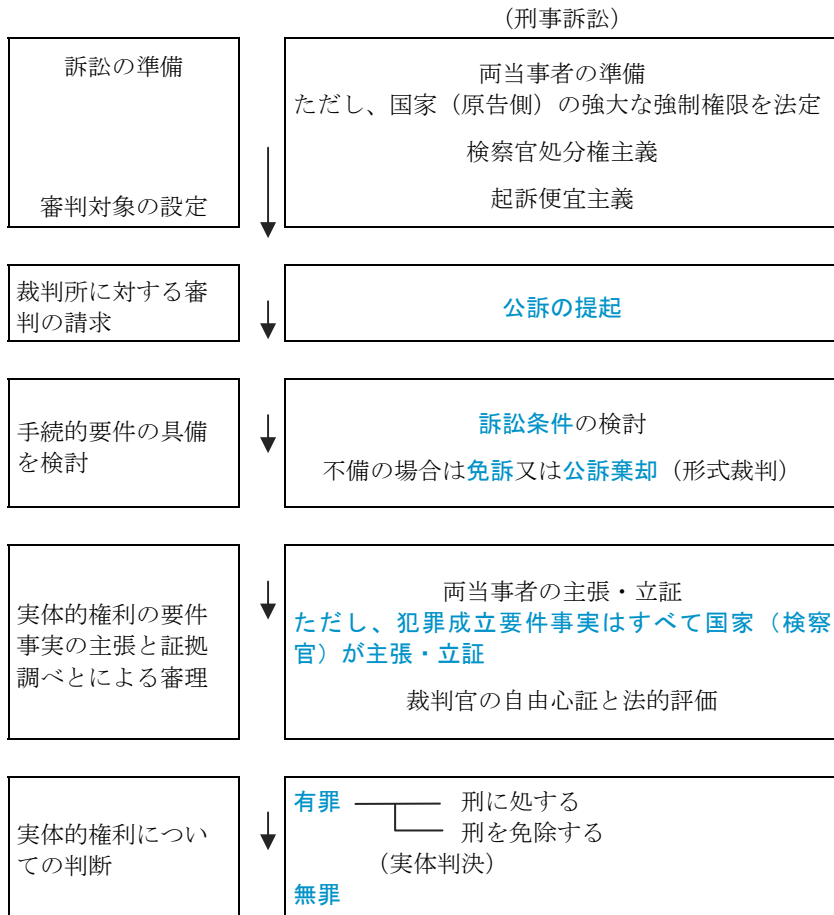 （刑事訴訟）
訴訟の準備
審判対象の設定
両当事者の準備
ただし、国家（原告側）の強大な強制権限を法定
検察官処分権主義
起訴便宜主義
裁判所に対する審
判の請求
公訴の提起
手続的要件の具備
を検討
訴訟条件の検討
不備の場合は免訴又は公訴棄却（形式裁判）
実体的権利の要件
事実の主張と証拠
調べとによる審理
両当事者の主張・立証
ただし、犯罪成立要件事実はすべて国家（検察
官）が主張・立証
裁判官の自由心証と法的評価
実体的権利につい
ての判断
有罪 刑に処する
刑を免除する
（実体判決）
無罪